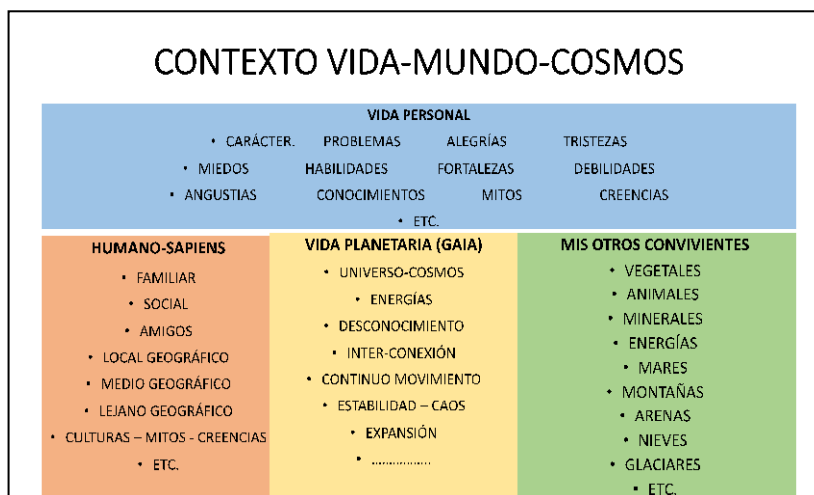 CONTEXTO VIDA-MUNDO-COSMOS
VIDA PERSONAL
• CARÁCTER. PROBLEMAS ALEGRÍAS TRISTEZAS
• MIEDOS HABILIDADES FORTALEZAS DEBILIDADES
• ANGUSTIAS CONOCIMIENTOS MITOS CREENCIAS
• ETC.
HUMANO-SAPIENS
• FAMILIAR
• SOCIAL
• AMIGOS
• LOCAL GEOGRÁFICO
• MEDIO GEOGRÁFICO
• LEJANO GEOGRÁFICO
• CULTURAS – MITOS - CREENCIAS
• ETC.
VIDA PLANETARIA (GAIA)
• UNIVERSO-COSMOS
• ENERGÍAS
• DESCONOCIMIENTO
• INTER-CONEXIÓN
• CONTINUO MOVIMIENTO
• ESTABILIDAD – CAOS
• EXPANSIÓN
• ................
MIS OTROS CONVIVIENTES
• VEGETALES
• ANIMALES
• MINERALES
• ENERGÍAS
• MARES
• MONTAÑAS
• ARENAS
• NIEVES
• GLACIARES
• ETC.